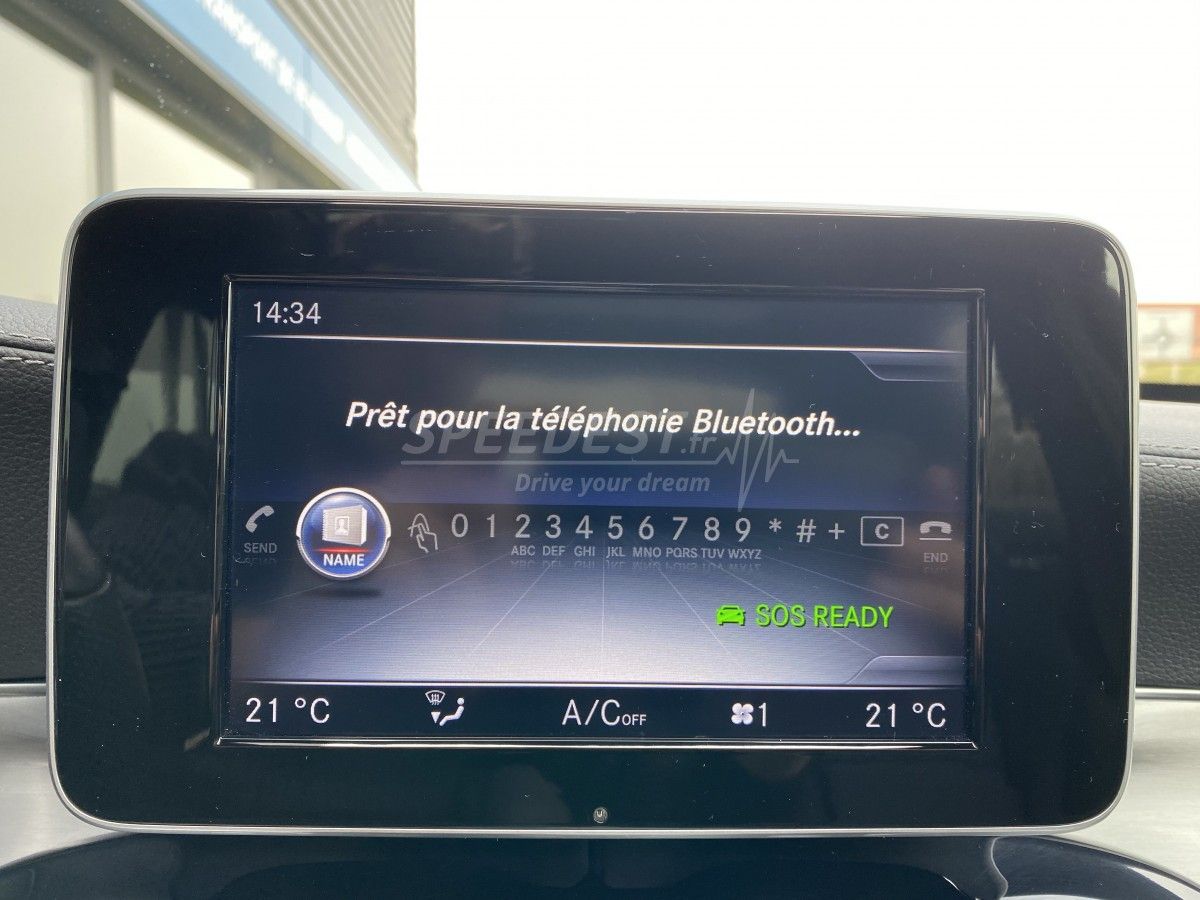 14:34
Prêt pour la téléphonie Bluetooth...
SPEEDEST.fr
Drive your dream
SEND NAME 0 1 2 3 4 5 6 7 8 9 * # + C END
ABC DEF GHI JKL MNO PQRS TUV WXYZ
SOS READY
21 °C A/C OFF 1 21 °C